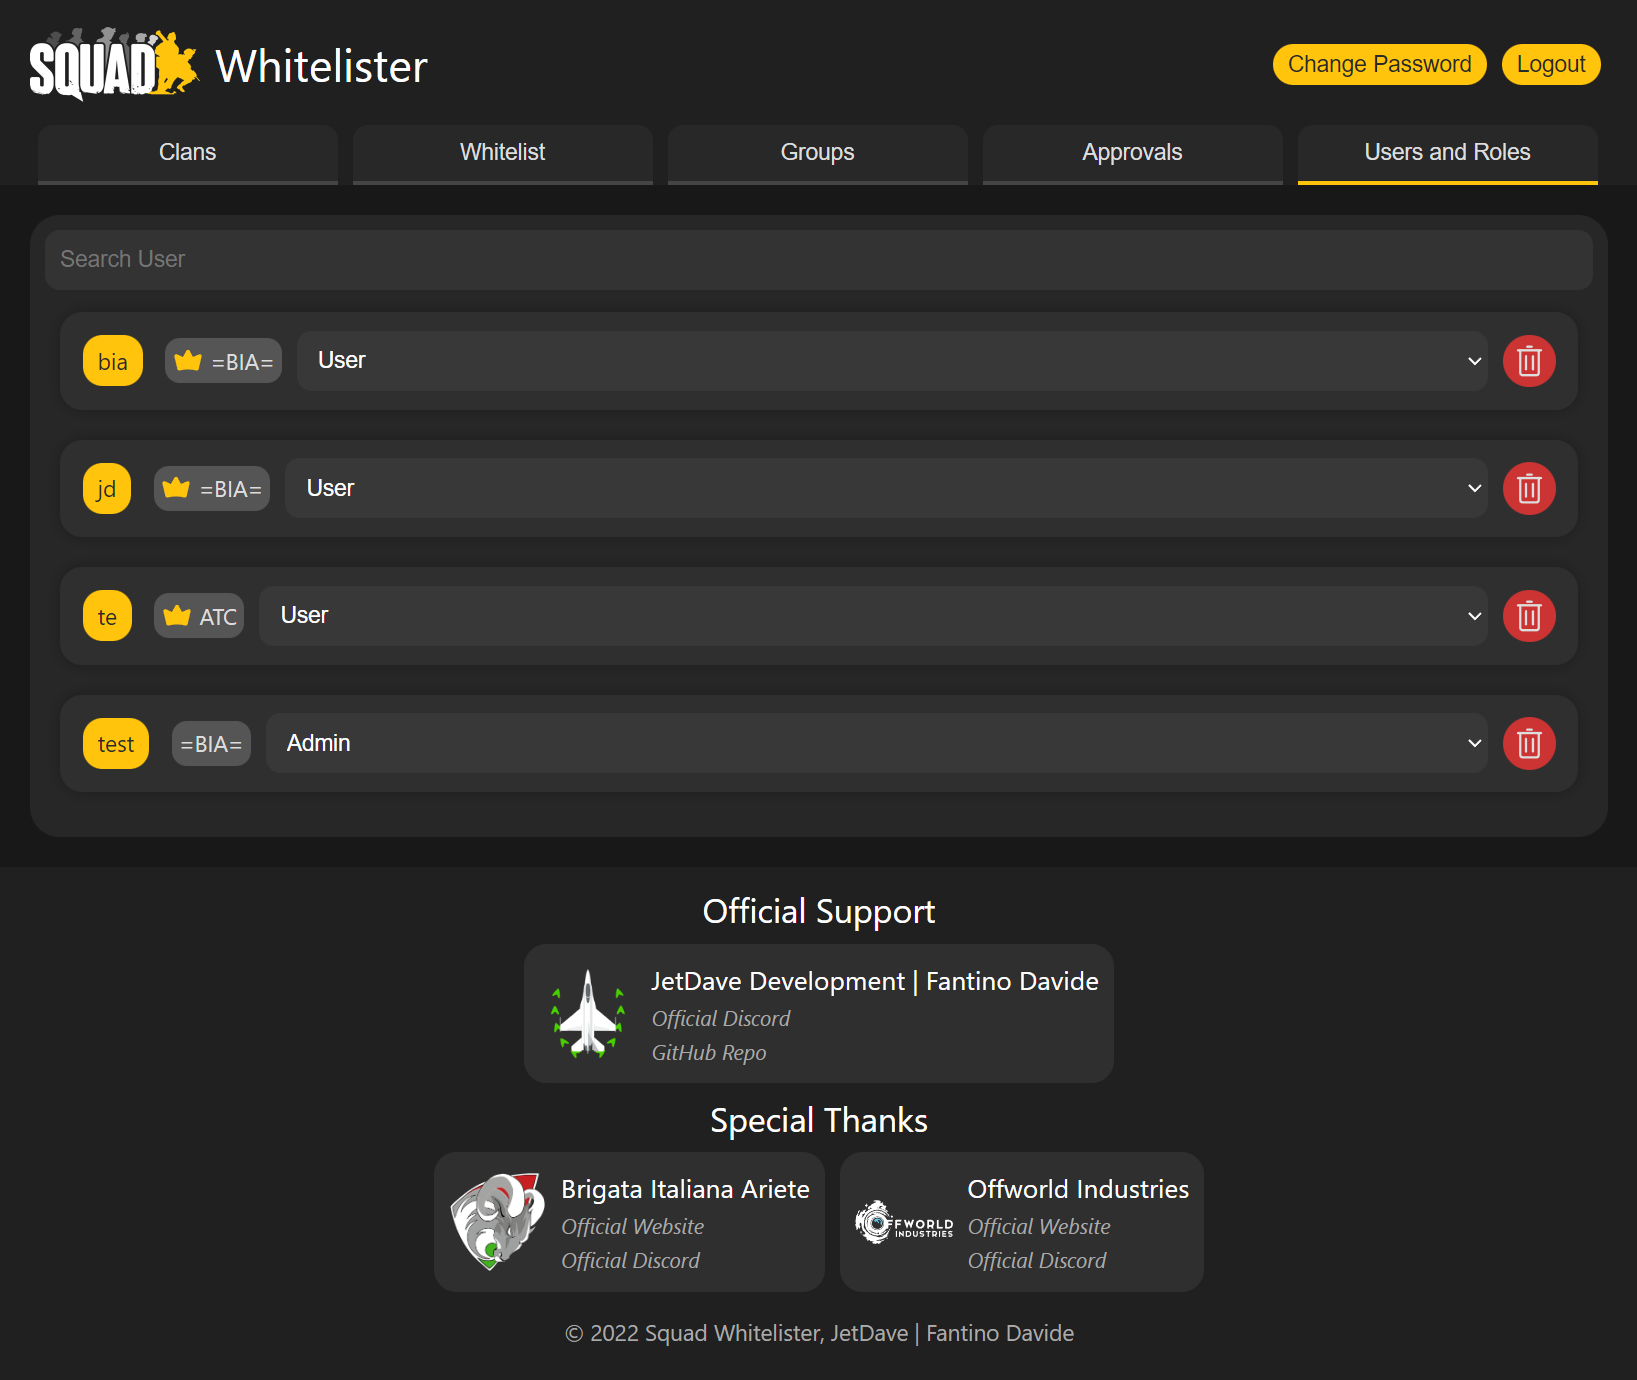 SQUAD Whitelister
Change Password
Logout
Clans
Whitelist
Groups
Approvals
Users and Roles
Search User
bia =BIA= User
jd =BIA= User
te ATC User
test =BIA= Admin
Official Support
JetDave Development | Fantino Davide
Official Discord
GitHub Repo
Special Thanks
Brigata Italiana Ariete
Official Website
Official Discord
OFFWORLD
INDUSTRIES
Offworld Industries
Official Website
Official Discord
© 2022 Squad Whitelister, JetDave | Fantino Davide